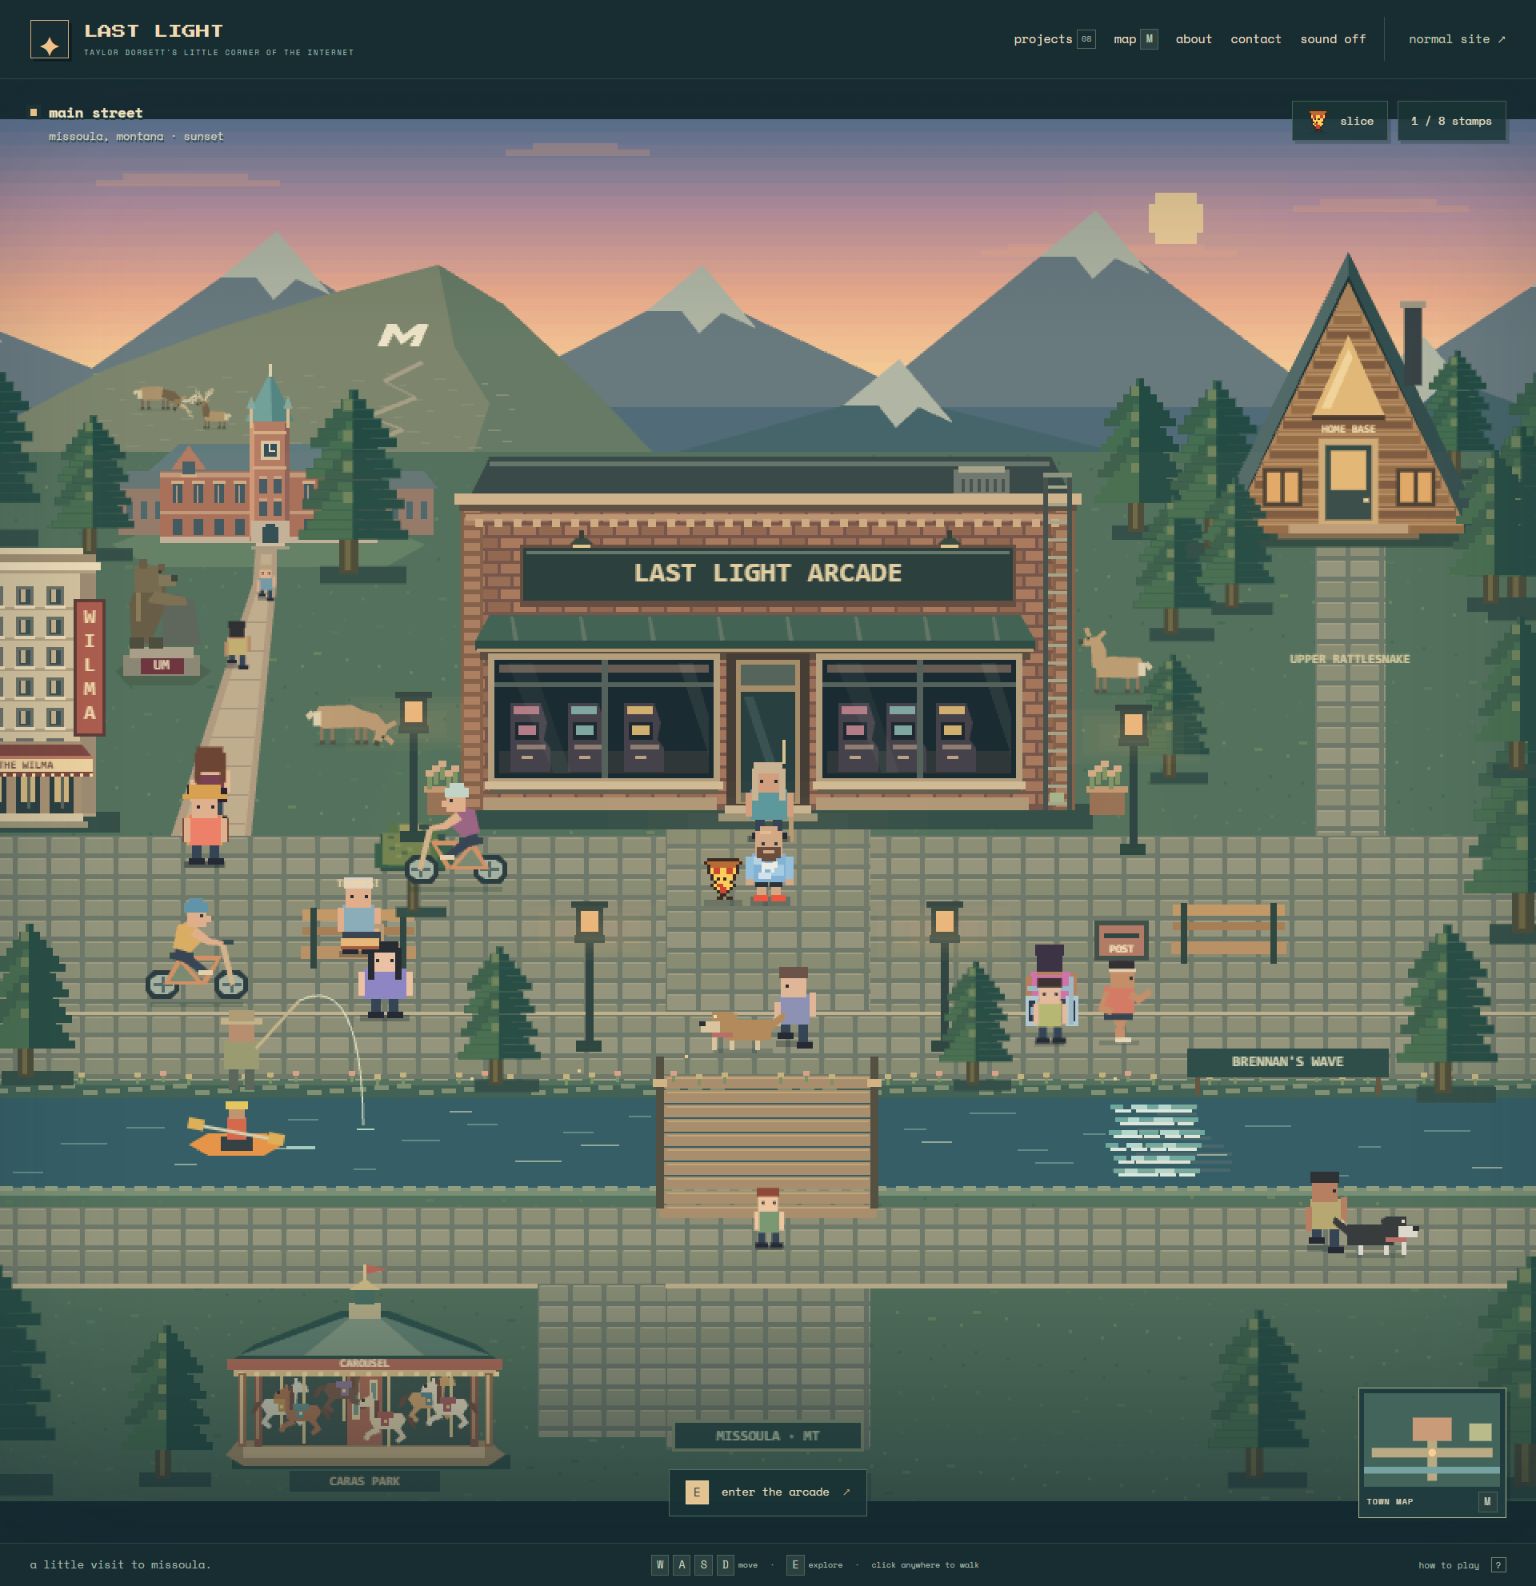 LAST LIGHT
TAYLOR DORSETT'S LITTLE CORNER OF THE INTERNET
projects 08 map M about contact sound off normal site ↗
main street
missoula, montana · sunset
slice
1 / 8 stamps
M
HOME BASE
LAST LIGHT ARCADE
WILMA
UM
UPPER RATTLESNAKE
THE WILMA
POST
BRENNAN'S WAVE
CAROUSEL
MISSOULA · MT
CARAS PARK
E enter the arcade ↗
TOWN MAP M
a little visit to missoula.
W A S D move · E explore · click anywhere to walk
how to play ?